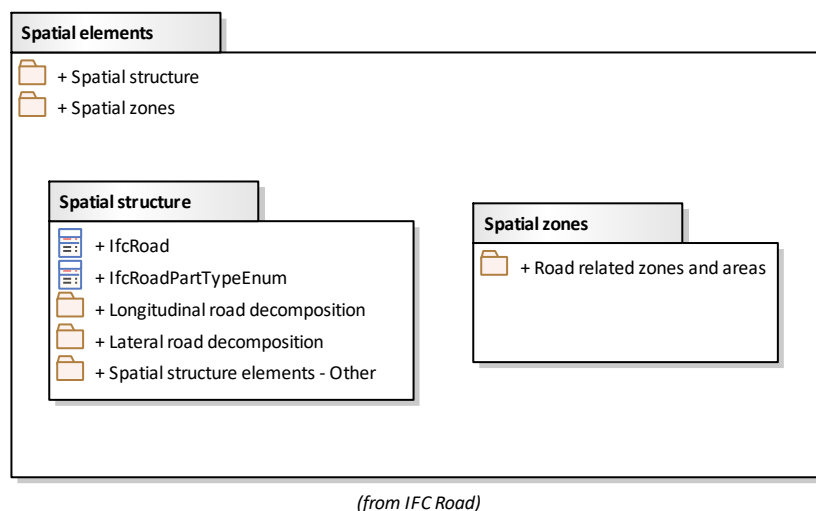 Spatial elements
+ Spatial structure
+ Spatial zones
Spatial structure
+ IfcRoad
+ IfcRoadPartTypeEnum
+ Longitudinal road decomposition
+ Lateral road decomposition
+ Spatial structure elements - Other
Spatial zones
+ Road related zones and areas
(from IFC Road)